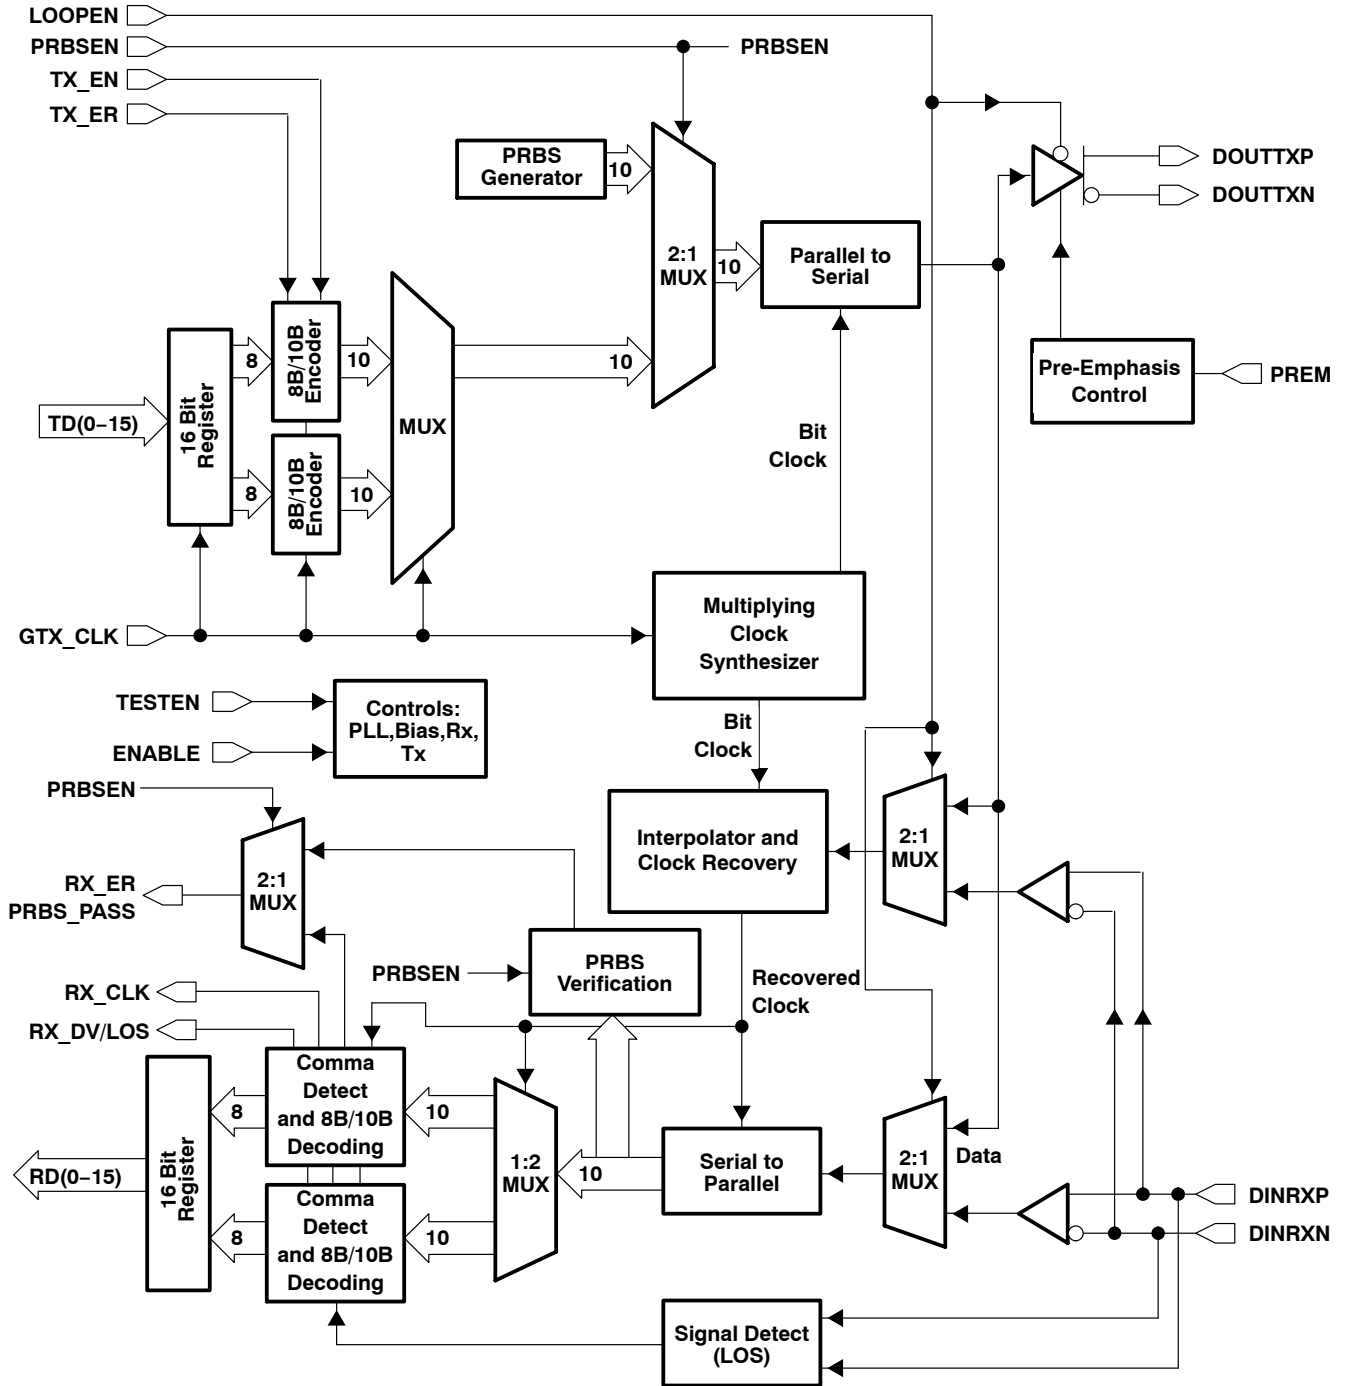 LOOPEN
PRBSEN
PRBSEN
TX_EN
TX_ER
PRBS
Generator
10
DOUTTXP
DOUTTXN
2:1
MUX
10
Parallel to
Serial
8
8B/10B
Encoder
10
10
Pre-Emphasis
Control
PREM
TD(0–15)
16 Bit
Register
MUX
Bit
Clock
8
8B/10B
Encoder
10
GTX_CLK
Multiplying
Clock
Synthesizer
TESTEN
ENABLE
Controls:
PLL,Bias,Rx,
Tx
Bit
Clock
PRBSEN
2:1
MUX
RX_ER
PRBS_PASS
Interpolator and
Clock Recovery
2:1
MUX
PRBSEN
PRBS
Verification
Recovered
Clock
RX_CLK
RX_DV/LOS
Comma
Detect
and 8B/10B
Decoding
8
10
RD(0–15)
16 Bit
Register
1:2
MUX
10
Serial to
Parallel
2:1
MUX
Data
Comma
Detect
and 8B/10B
Decoding
8
10
DINRXP
DINRXN
Signal Detect
(LOS)